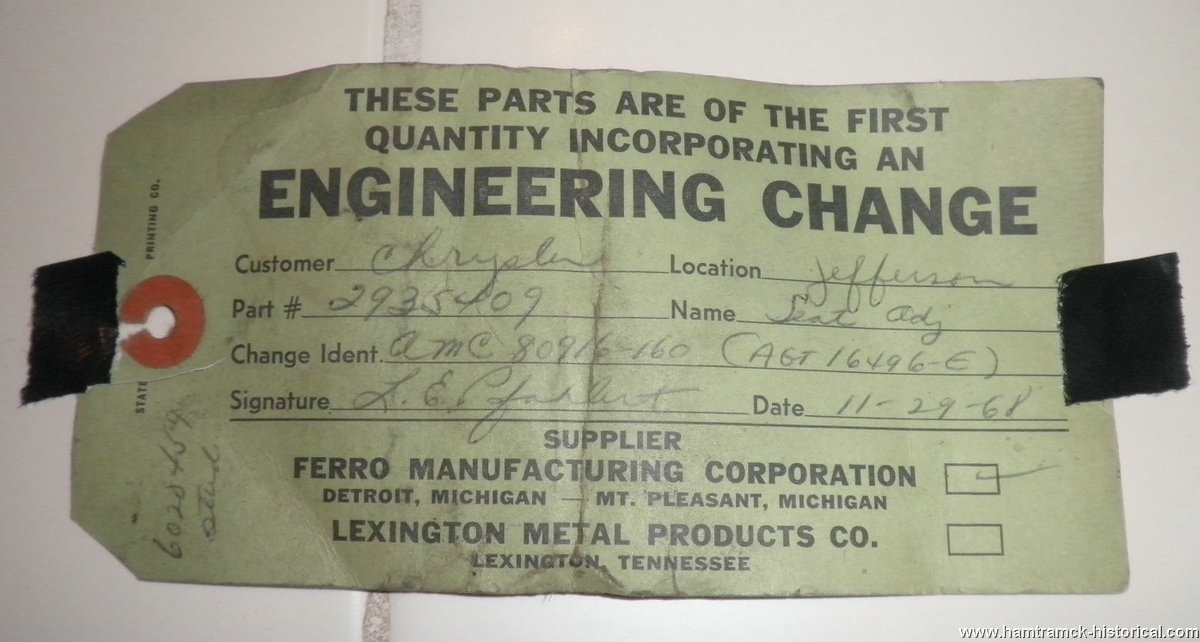 THESE PARTS ARE OF THE FIRST
QUANTITY INCORPORATING AN
ENGINEERING CHANGE
Customer Chrysler Location Jefferson
Part # 2935409 Name Seat Adj
Change Ident. AMC 80916-160 (AGT 16496-E)
Signature L. E. Date 11-29-68
SUPPLIER
FERRO MANUFACTURING CORPORATION
DETROIT, MICHIGAN — MT. PLEASANT, MICHIGAN
LEXINGTON METAL PRODUCTS CO.
LEXINGTON, TENNESSEE
STATE PRINTING CO.
www.hamtramck-historical.com